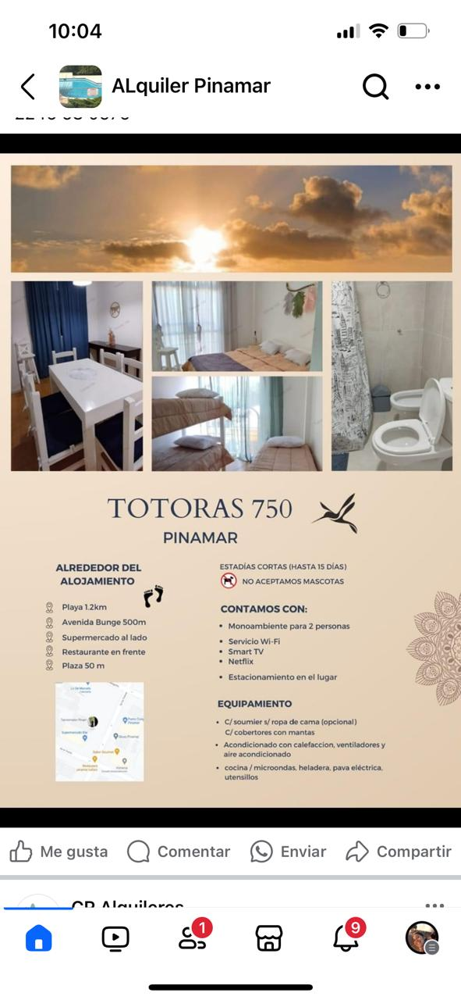 10:04
ALquiler Pinamar
TOTORAS 750
PINAMAR
ALREDEDOR DEL
ALOJAMIENTO
Playa 1.2km
Avenida Bunge 500m
Supermercado al lado
Restaurante en frente
Plaza 50 m
ESTADÍAS CORTAS (HASTA 15 DÍAS)
NO ACEPTAMOS MASCOTAS
CONTAMOS CON:
• Monoambiente para 2 personas
• Servicio Wi-Fi
• Smart TV
• Netflix
• Estacionamiento en el lugar
EQUIPAMIENTO
• C/ soumier s/ ropa de cama (opcional)
C/ cobertores con mantas
• Acondicionado con calefaccion, ventiladores y
aire acondicionado
• cocina / microondas, heladera, pava eléctrica,
utensillos
Me gusta
Comentar
Enviar
Compartir
CR Alquileres
1
9